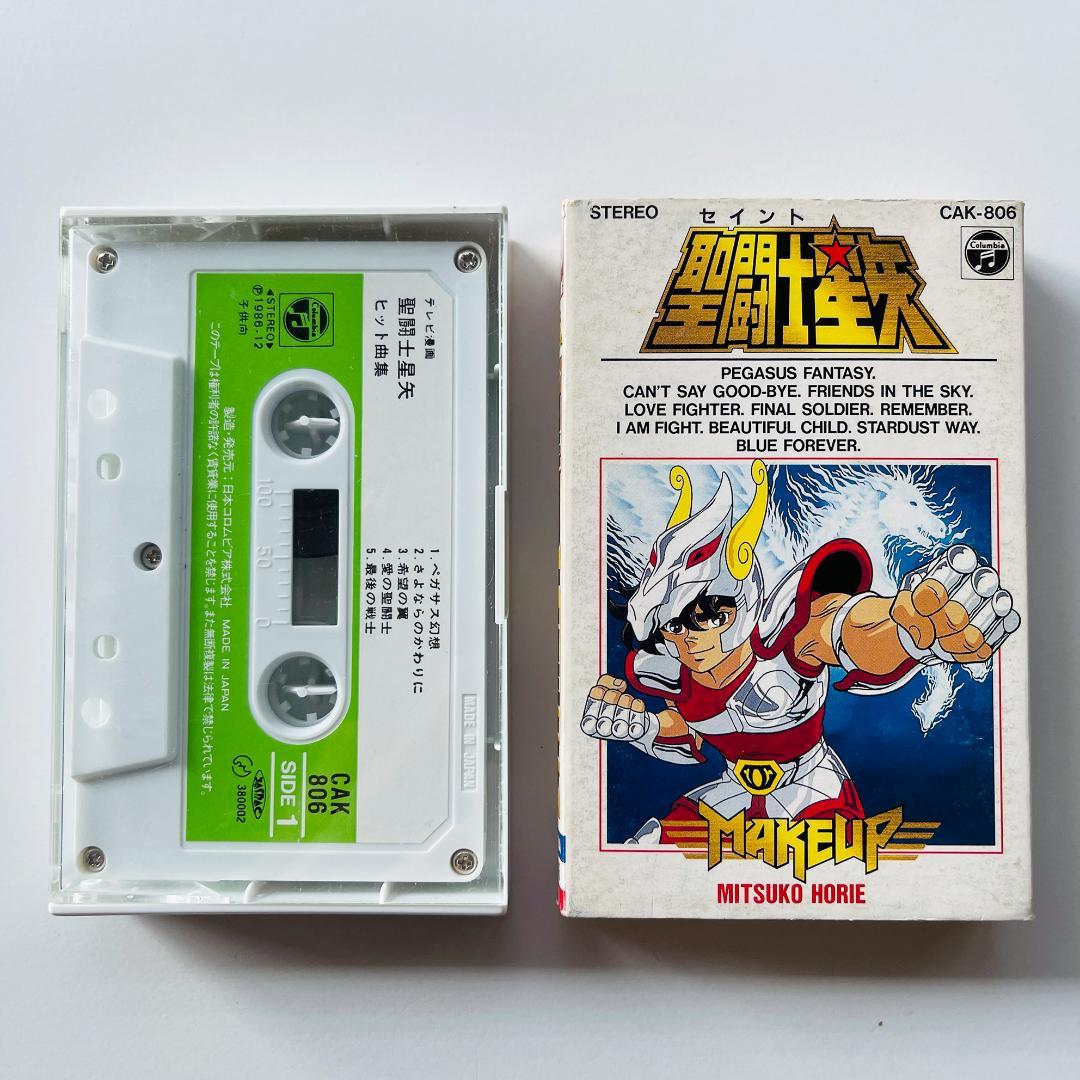 テレビ漫画
聖闘士星矢
ヒット曲集
1.ペガサス幻想
2.さよならのかわりに
3.希望の翼
4.愛の聖闘士
5.最後の戦士
Columbia
◀STEREO▶
℗1986・12
子供向
製造・発売元:日本コロムビア株式会社 MADE IN JAPAN
このテープは権利者の許諾なく賃貸業に使用することを禁じます。また無断複製は法律で禁じられています。
100 50 0
CAK
806
SIDE 1
JASRAC
380002
MADE IN JAPAN
STEREO
セイント
CAK-806
聖闘士星矢
Columbia
PEGASUS FANTASY.
CAN'T SAY GOOD-BYE. FRIENDS IN THE SKY.
LOVE FIGHTER. FINAL SOLDIER. REMEMBER.
I AM FIGHT. BEAUTIFUL CHILD. STARDUST WAY.
BLUE FOREVER.
MAKEUP
MITSUKO HORIE